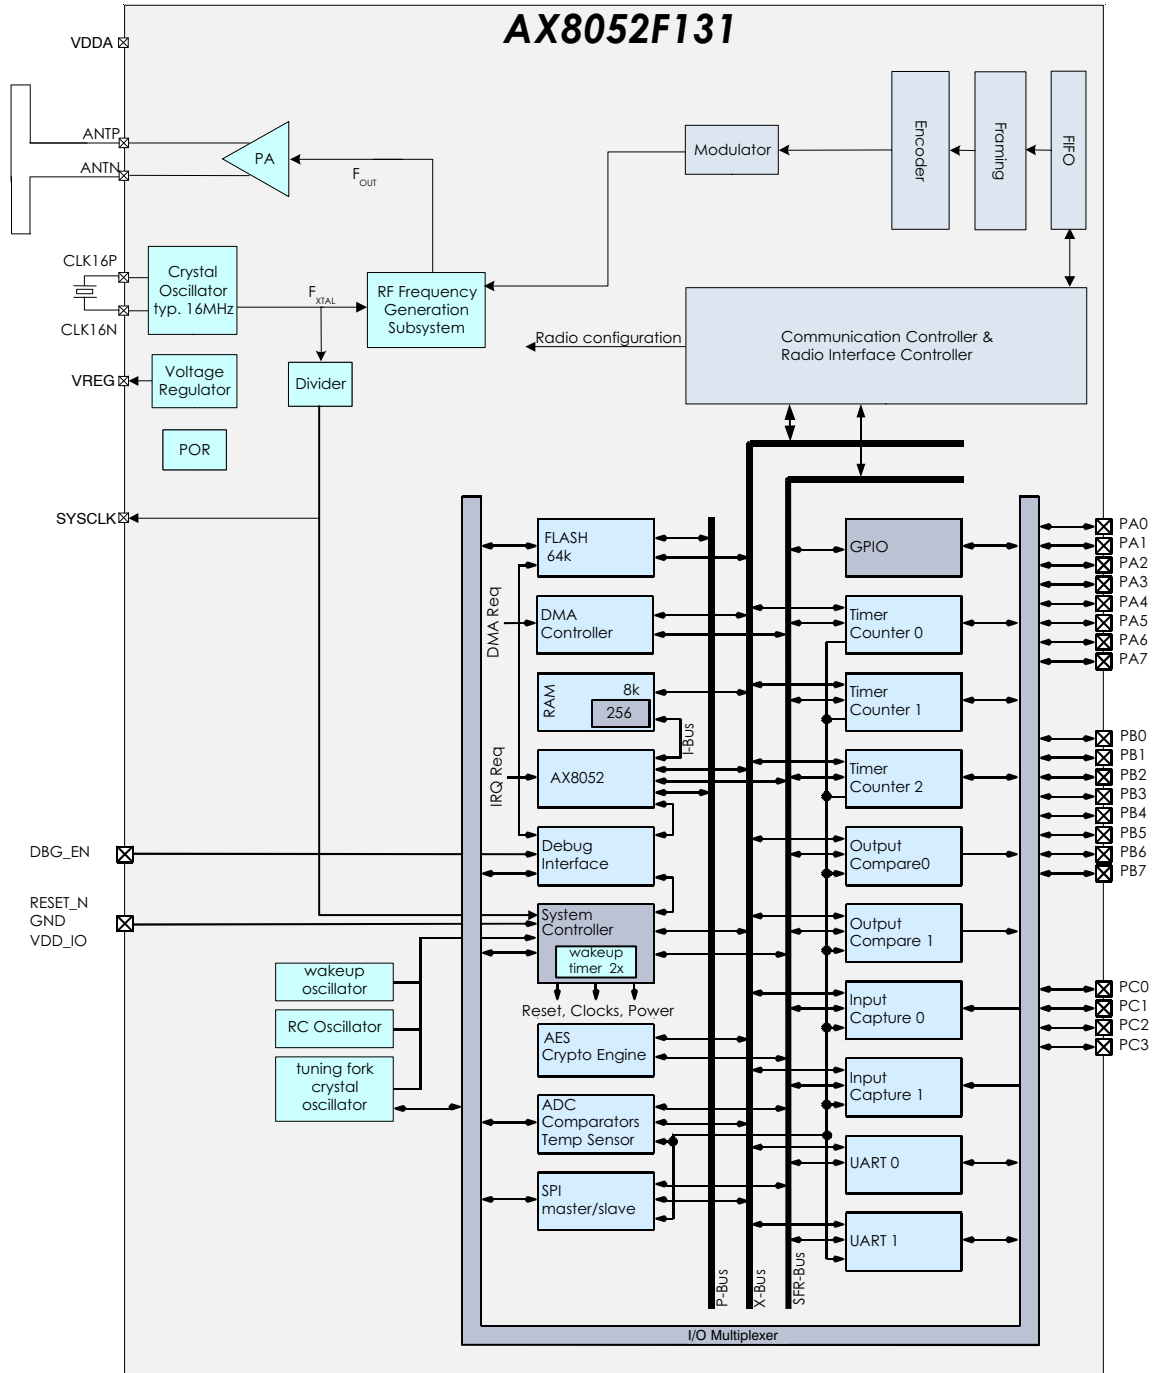 AX8052F131
VDDA
ANTP
ANTN
PA
F OUT
Modulator
Encoder
Framing
FIFO
CLK16P
CLK16N
Crystal
Oscillator
typ. 16MHz
F XTAL
RF Frequency
Generation
Subsystem
Radio configuration
Communication Controller &
Radio Interface Controller
VREG
Voltage
Regulator
Divider
POR
SYSCLK
FLASH
64k
DMA Req
DMA
Controller
RAM
8k
256
I-Bus
IRQ Req
AX8052
DBG_EN
Debug
Interface
RESET_N
GND
VDD_IO
System
Controller
wakeup
timer 2x
Reset, Clocks, Power
wakeup
oscillator
RC Oscillator
tuning fork
crystal
oscillator
AES
Crypto Engine
ADC
Comparators
Temp Sensor
SPI
master/slave
P-Bus
X-Bus
SFR-Bus
GPIO
Timer
Counter 0
Timer
Counter 1
Timer
Counter 2
Output
Compare0
Output
Compare 1
Input
Capture 0
Input
Capture 1
UART 0
UART 1
I/O Multiplexer
PA0
PA1
PA2
PA3
PA4
PA5
PA6
PA7
PB0
PB1
PB2
PB3
PB4
PB5
PB6
PB7
PC0
PC1
PC2
PC3